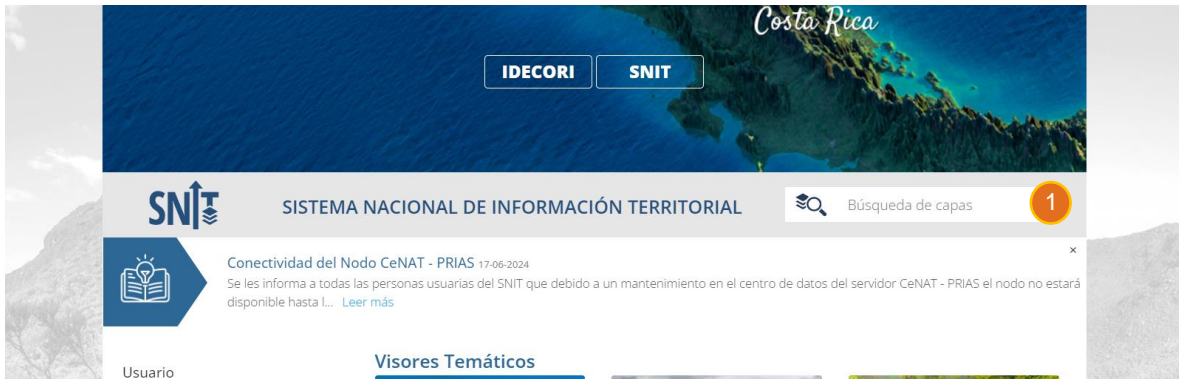 Costa Rica
IDECORI SNIT
SNIT SISTEMA NACIONAL DE INFORMACIÓN TERRITORIAL Búsqueda de capas 1
×
Conectividad del Nodo CeNAT - PRIAS 17-06-2024
Se les informa a todas las personas usuarias del SNIT que debido a un mantenimiento en el centro de datos del servidor CeNAT - PRIAS el nodo no estará
disponible hasta l... Leer más
Usuario
Visores Temáticos